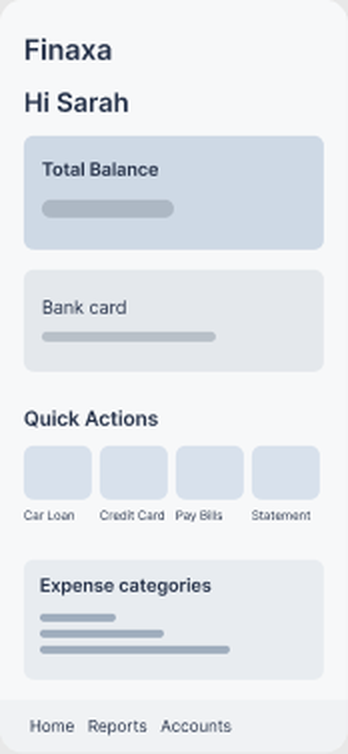 Finaxa
Hi Sarah
Total Balance
Bank card
Quick Actions
Car Loan Credit Card Pay Bills Statement
Expense categories
Home Reports Accounts